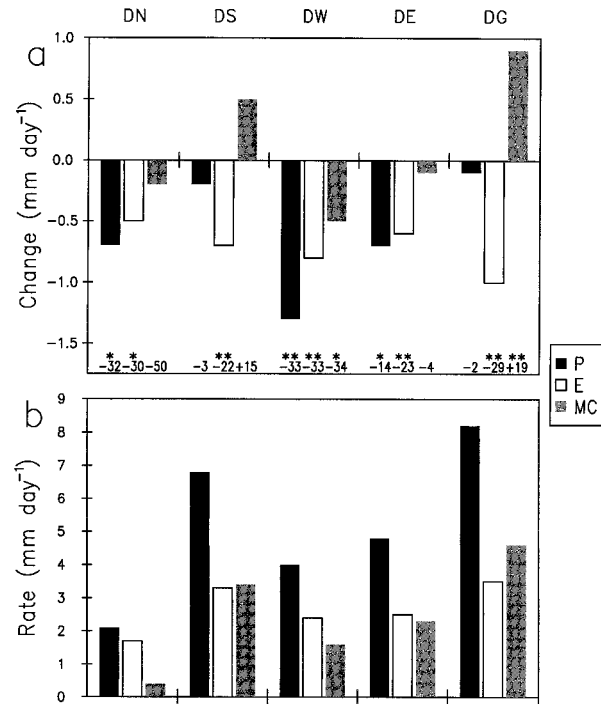 DN DS DW DE DG
a
Change (mm day⁻¹)
1.0
0.5
0.0
-0.5
-1.0
-1.5
* * ** ** ** * * ** ** **
-32 -30 -50 -3 -22 +15 -33 -33 -34 -14 -23 -4 -2 -29 +19
P
E
MC
b
Rate (mm day⁻¹)
9
8
7
6
5
4
3
2
1
0